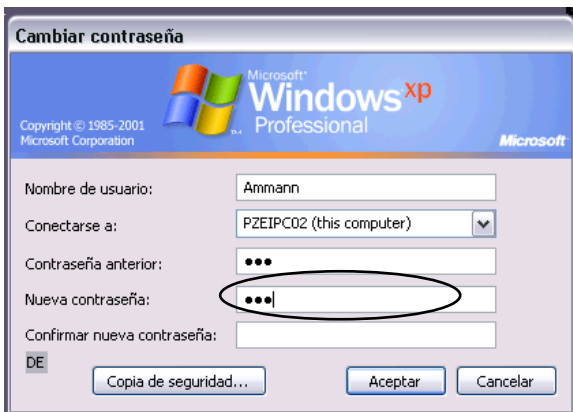 Cambiar contraseña
Microsoft
Windows xp
Professional
Copyright © 1985-2001
Microsoft Corporation
Microsoft
Nombre de usuario: Ammann
Conectarse a: PZEIPC02 (this computer)
Contraseña anterior: •••
Nueva contraseña: •••
Confirmar nueva contraseña:
DE
Copia de seguridad... Aceptar Cancelar